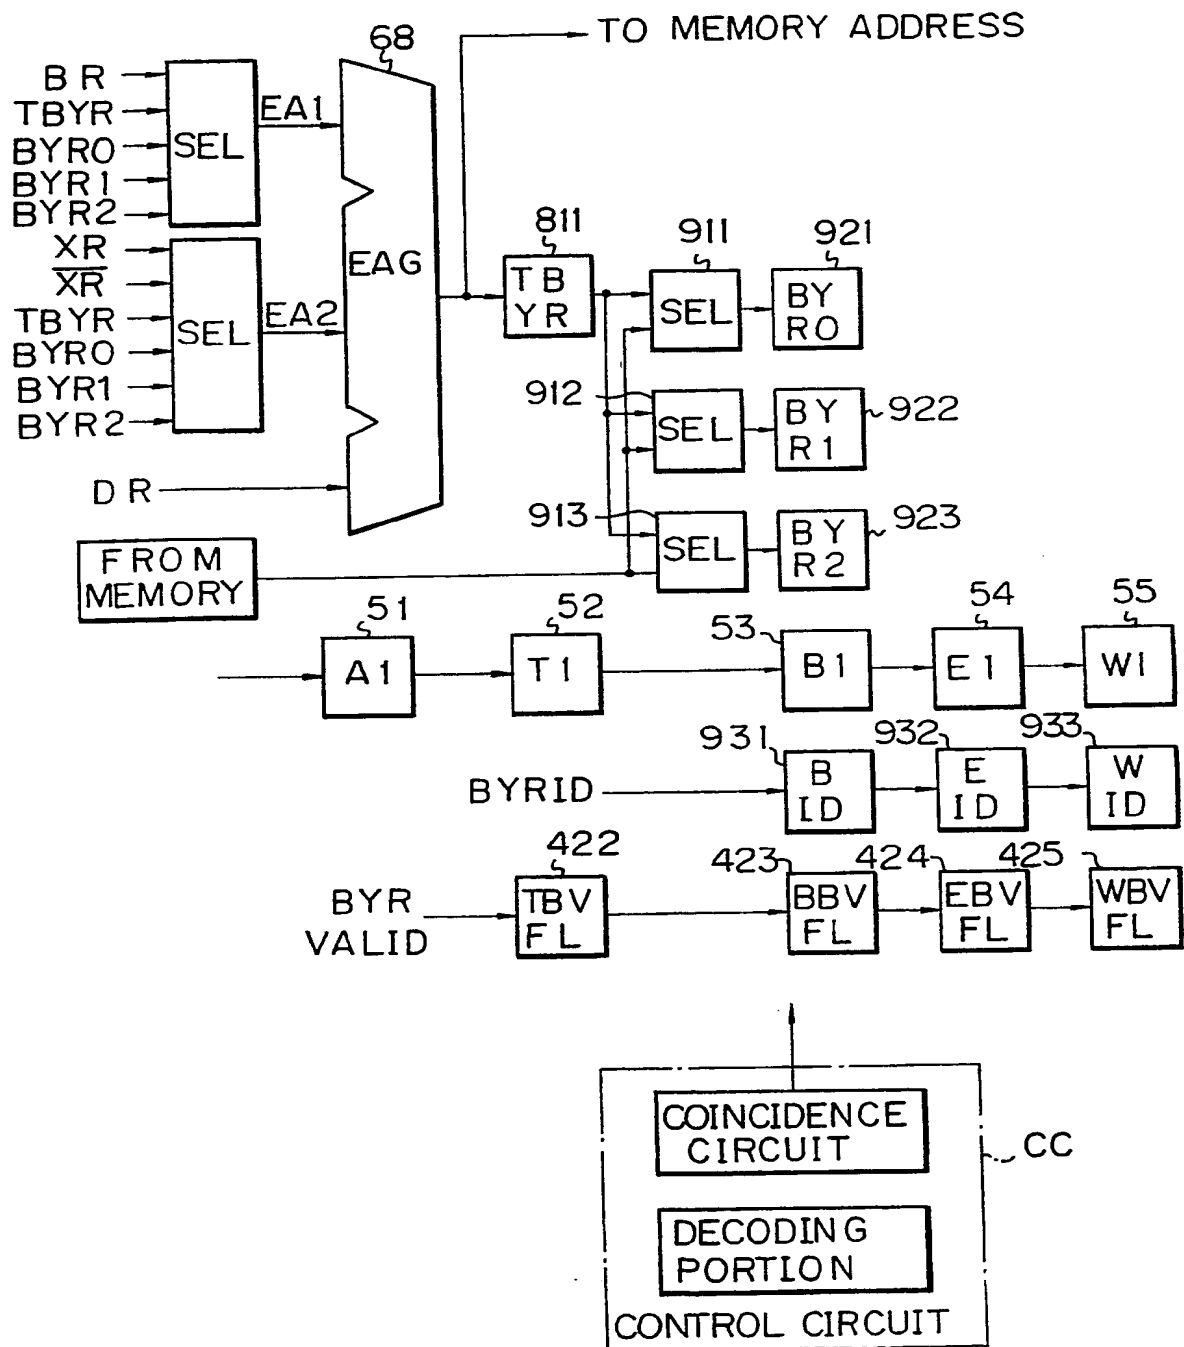 TO MEMORY ADDRESS
68
BR
TBYR
BYR0
BYR1
BYR2
SEL
EA1
XR
X̅R̅
TBYR
BYR0
BYR1
BYR2
SEL
EA2
EAG
DR
FROM
MEMORY
811
TB
YR
911
SEL
921
BY
R0
912
SEL
BY
R1
922
913
SEL
BY
R2
923
51
A1
52
T1
53
B1
54
E1
55
W1
BYRID
931
B
ID
932
E
ID
933
W
ID
BYR
VALID
422
TBV
FL
423
BBV
FL
424
EBV
FL
425
WBV
FL
COINCIDENCE
CIRCUIT
CC
DECODING
PORTION
CONTROL CIRCUIT